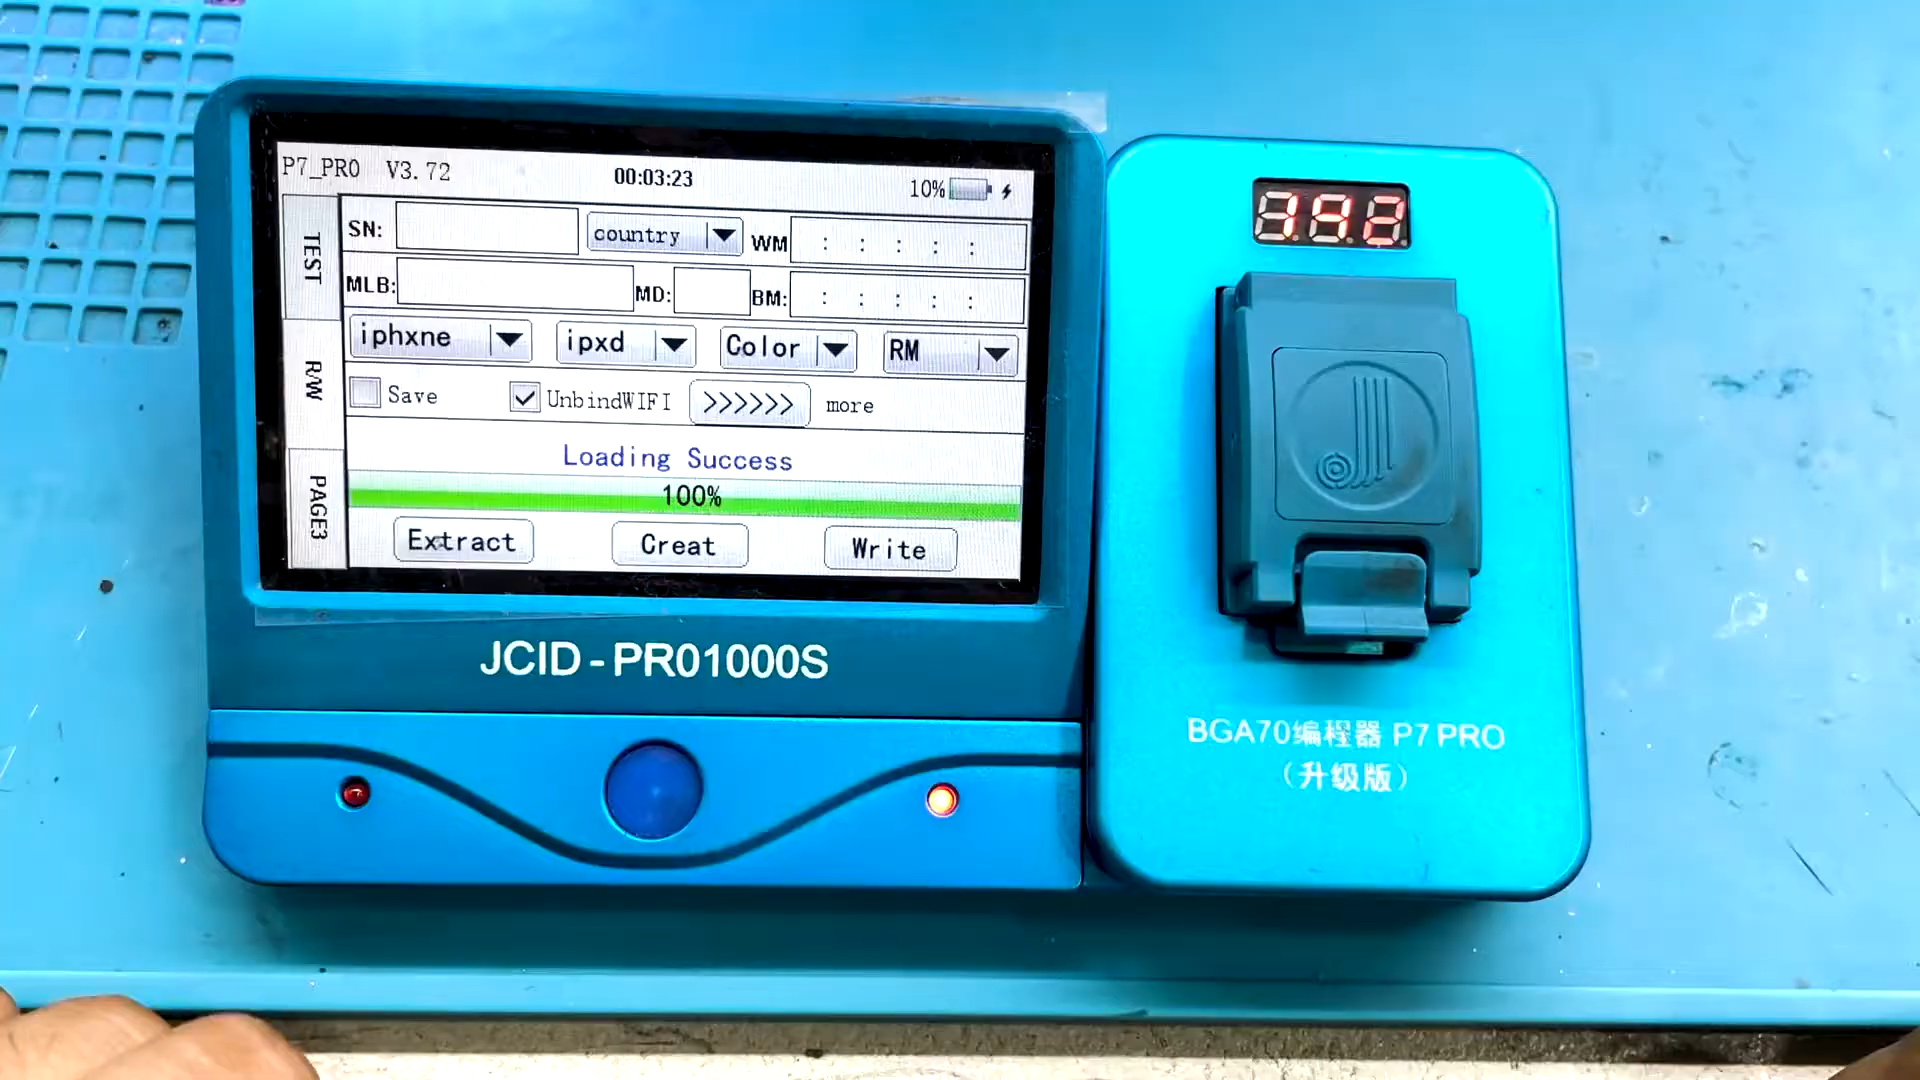 P7_PRO V3.72 00:03:23 10%
TEST
R/W
PAGE3
SN: country WM : : : : :
MLB: MD: BM: : : : : :
iphxne ipxd Color RM
Save UnbindWIFI >>>>>> more
Loading Success
100%
Extract Creat Write
JCID-PRO1000S
192
BGA70编程器 P7 PRO
（升级版）